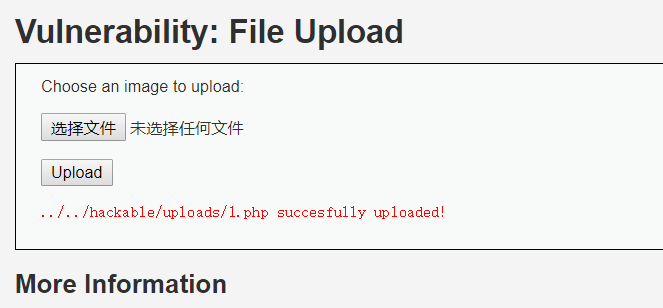 Vulnerability: File Upload
Choose an image to upload:
选择文件 未选择任何文件
Upload
../../hackable/uploads/1.php succesfully uploaded!
More Information